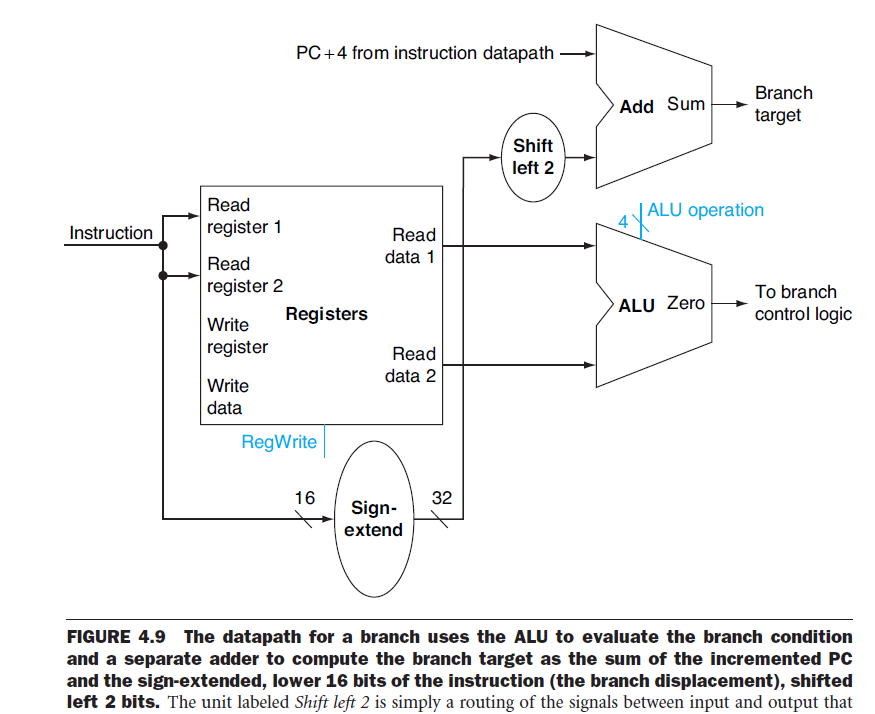 PC+4 from instruction datapath
Add Sum
Branch
target
Shift
left 2
4
ALU operation
Instruction
Read
register 1
Read
register 2
Write
register
Write
data
Registers
Read
data 1
Read
data 2
ALU Zero
To branch
control logic
RegWrite
16
Sign-
extend
32
FIGURE 4.9 The datapath for a branch uses the ALU to evaluate the branch condition
and a separate adder to compute the branch target as the sum of the incremented PC
and the sign-extended, lower 16 bits of the instruction (the branch displacement), shifted
left 2 bits. The unit labeled Shift left 2 is simply a routing of the signals between input and output that